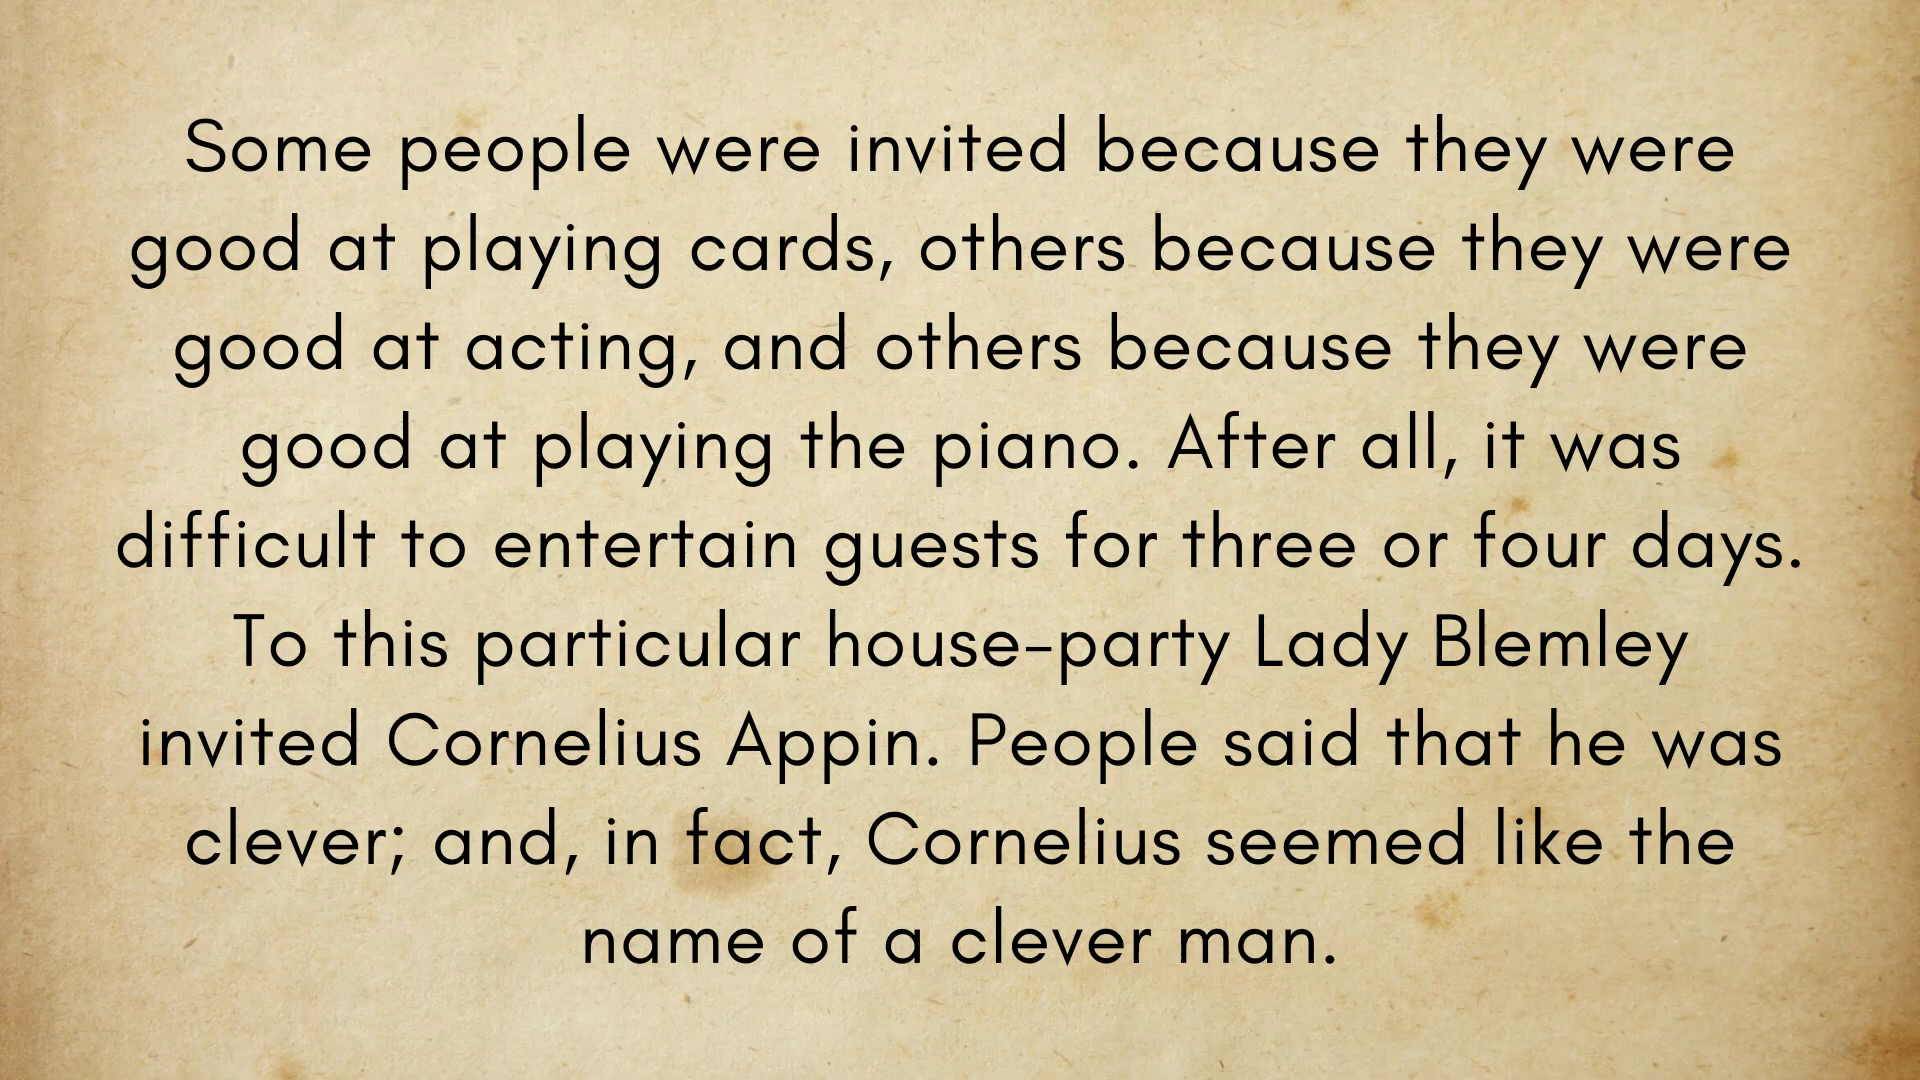 Some people were invited because they were
good at playing cards, others because they were
good at acting, and others because they were
good at playing the piano. After all, it was
difficult to entertain guests for three or four days.
To this particular house-party Lady Blemley
invited Cornelius Appin. People said that he was
clever; and, in fact, Cornelius seemed like the
name of a clever man.